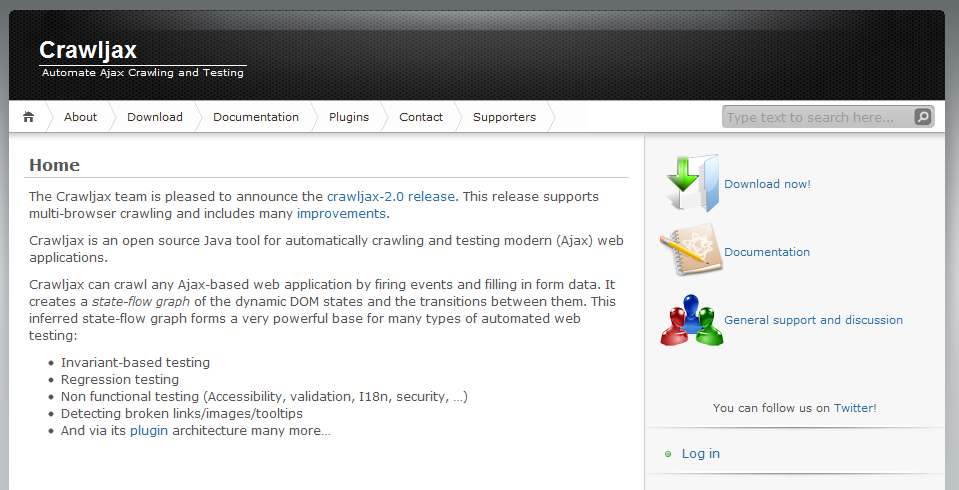 Crawljax
Automate Ajax Crawling and Testing
About
Download
Documentation
Plugins
Contact
Supporters
Type text to search here...
Home
The Crawljax team is pleased to announce the crawljax-2.0 release. This release supports
multi-browser crawling and includes many improvements.
Crawljax is an open source Java tool for automatically crawling and testing modern (Ajax) web
applications.
Crawljax can crawl any Ajax-based web application by firing events and filling in form data. It
creates a state-flow graph of the dynamic DOM states and the transitions between them. This
inferred state-flow graph forms a very powerful base for many types of automated web
testing:
Invariant-based testing
Regression testing
Non functional testing (Accessibility, validation, I18n, security, …)
Detecting broken links/images/tooltips
And via its plugin architecture many more…
Download now!
Documentation
General support and discussion
You can follow us on Twitter!
Log in